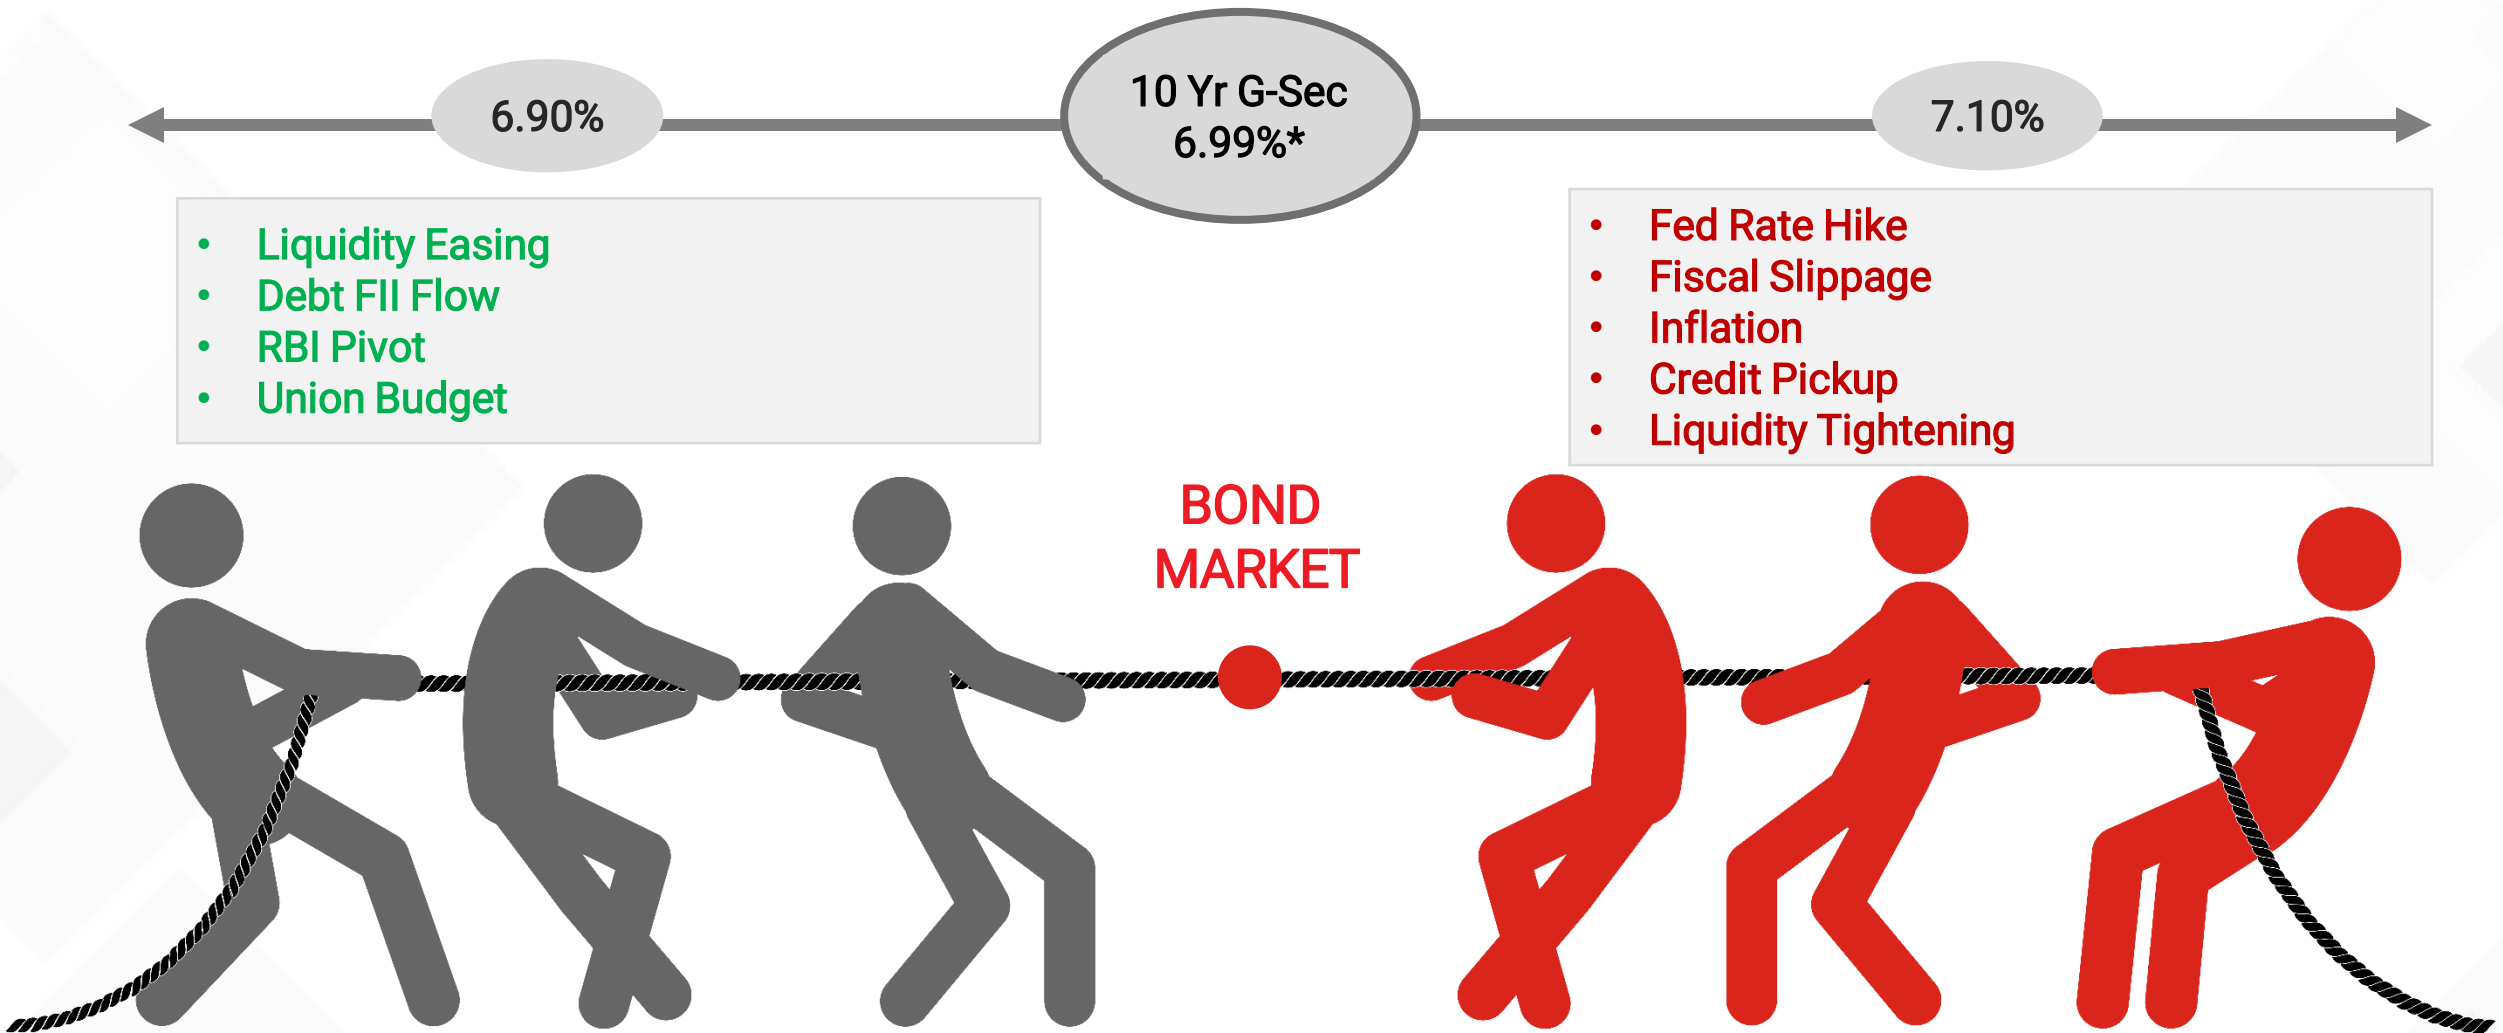 6.90%
10 Yr G-Sec
6.99%*
7.10%
• Liquidity Easing
• Debt FII Flow
• RBI Pivot
• Union Budget
• Fed Rate Hike
• Fiscal Slippage
• Inflation
• Credit Pickup
• Liquidity Tightening
BOND
MARKET